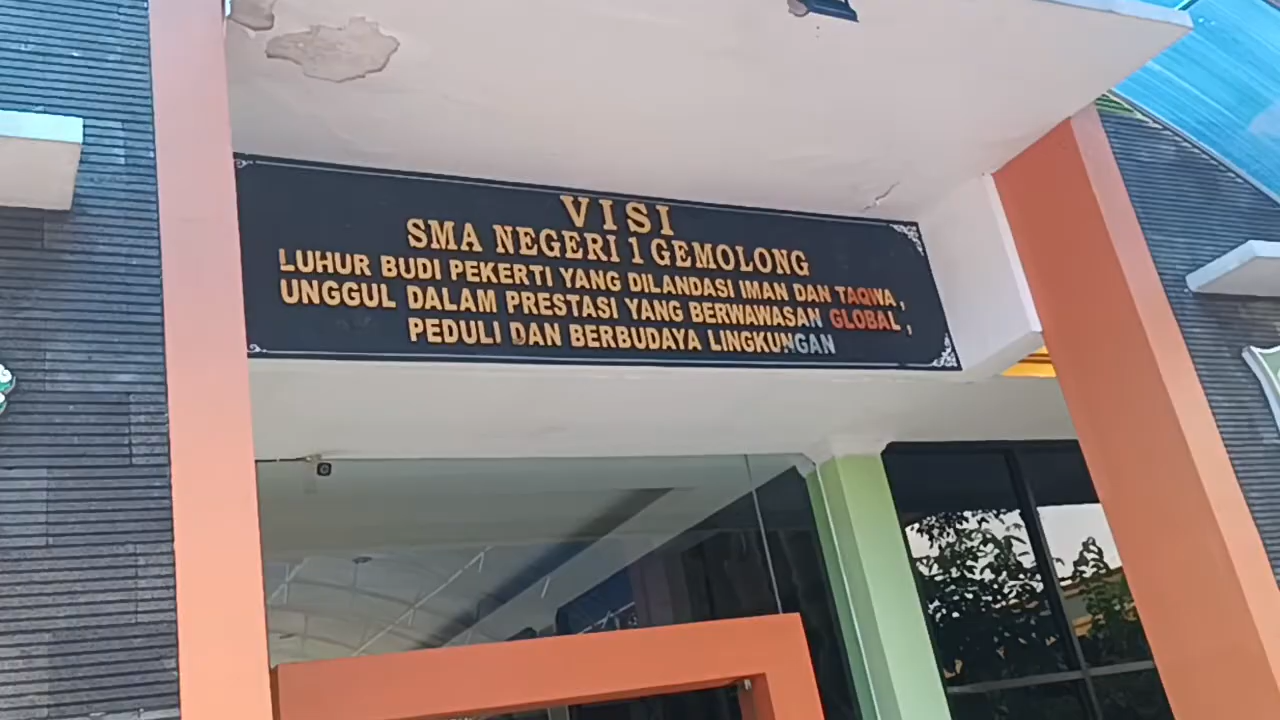 VISI
SMA NEGERI 1 GEMOLONG
LUHUR BUDI PEKERTI YANG DILANDASI IMAN DAN TAQWA ,
UNGGUL DALAM PRESTASI YANG BERWAWASAN GLOBAL ,
PEDULI DAN BERBUDAYA LINGKUNGAN